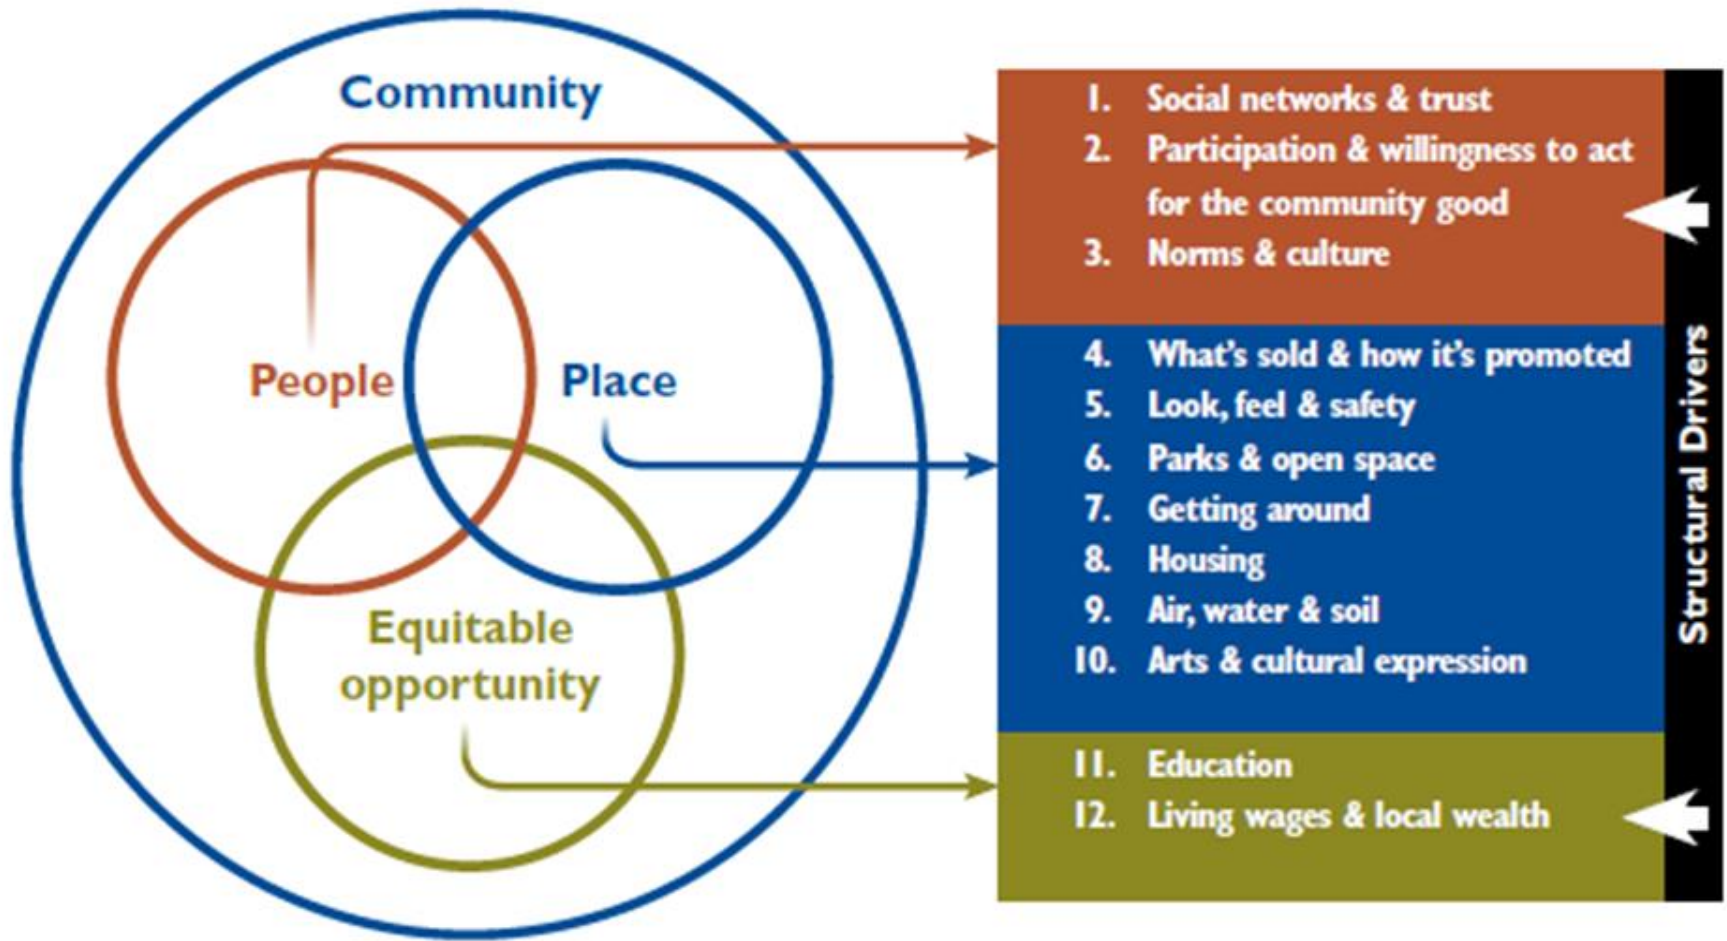 Community
People
Place
Equitable
opportunity
1. Social networks & trust
2. Participation & willingness to act
for the community good
3. Norms & culture
4. What's sold & how it's promoted
5. Look, feel & safety
6. Parks & open space
7. Getting around
8. Housing
9. Air, water & soil
10. Arts & cultural expression
11. Education
12. Living wages & local wealth
Structural Drivers